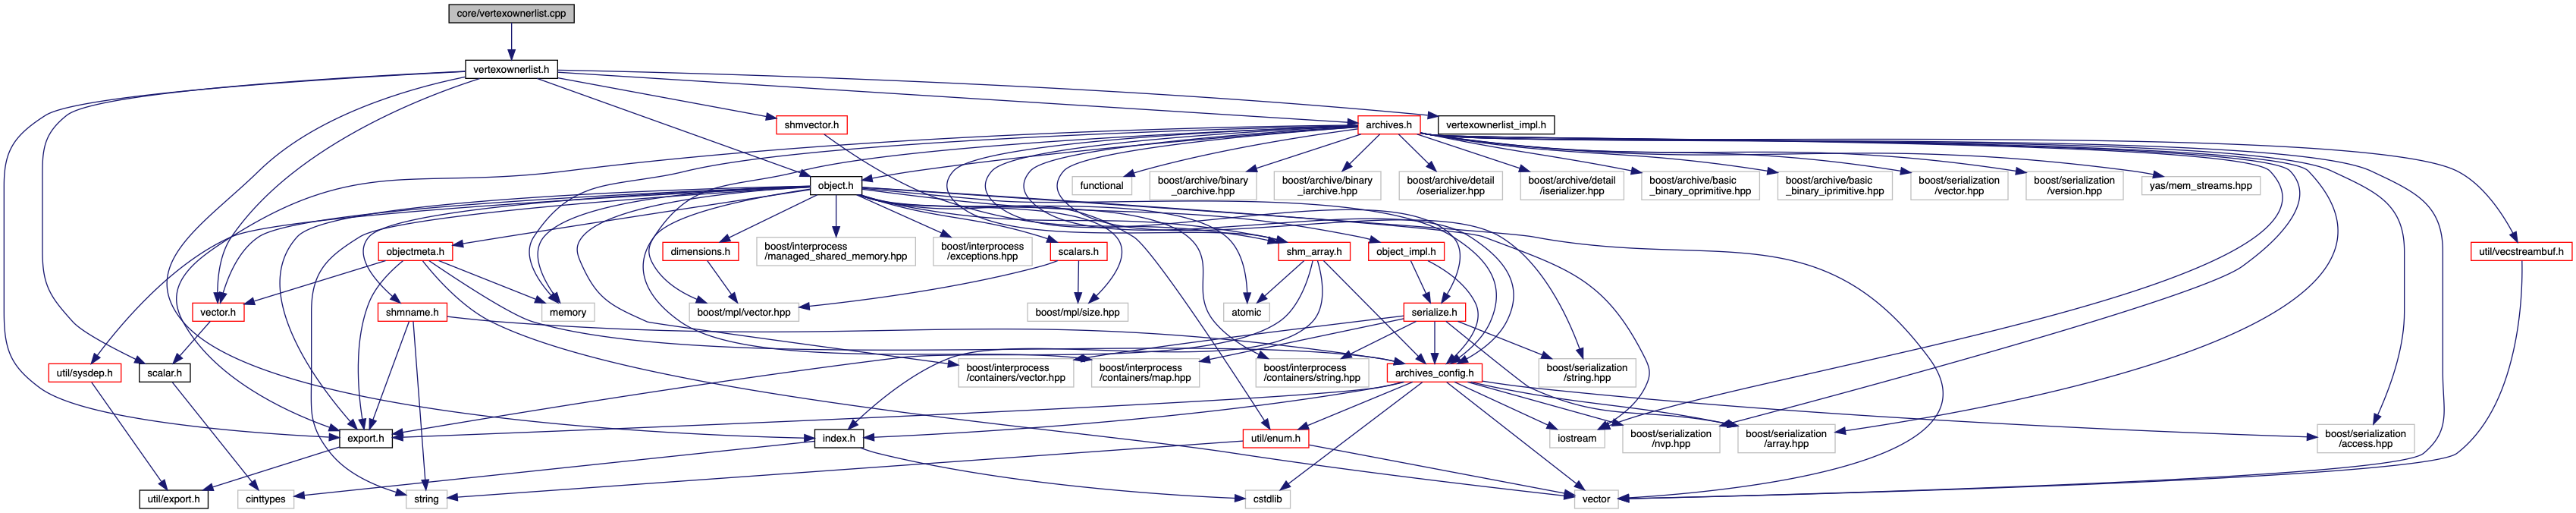 core/vertexownerlist.cpp
vertexownerlist.h
shmvector.h
archives.h
vertexownerlist_impl.h
object.h
functional
boost/archive/binary
_oarchive.hpp
boost/archive/binary
_iarchive.hpp
boost/archive/detail
/oserializer.hpp
boost/archive/detail
/iserializer.hpp
boost/archive/basic
_binary_oprimitive.hpp
boost/archive/basic
_binary_iprimitive.hpp
boost/serialization
/vector.hpp
boost/serialization
/version.hpp
yas/mem_streams.hpp
objectmeta.h
dimensions.h
boost/interprocess
/managed_shared_memory.hpp
boost/interprocess
/exceptions.hpp
scalars.h
shm_array.h
object_impl.h
util/vecstreambuf.h
vector.h
shmname.h
memory
boost/mpl/vector.hpp
boost/mpl/size.hpp
atomic
serialize.h
util/sysdep.h
scalar.h
boost/interprocess
/containers/vector.hpp
boost/interprocess
/containers/map.hpp
boost/interprocess
/containers/string.hpp
archives_config.h
boost/serialization
/string.hpp
export.h
index.h
util/enum.h
iostream
boost/serialization
/nvp.hpp
boost/serialization
/array.hpp
boost/serialization
/access.hpp
util/export.h
cinttypes
string
cstdlib
vector